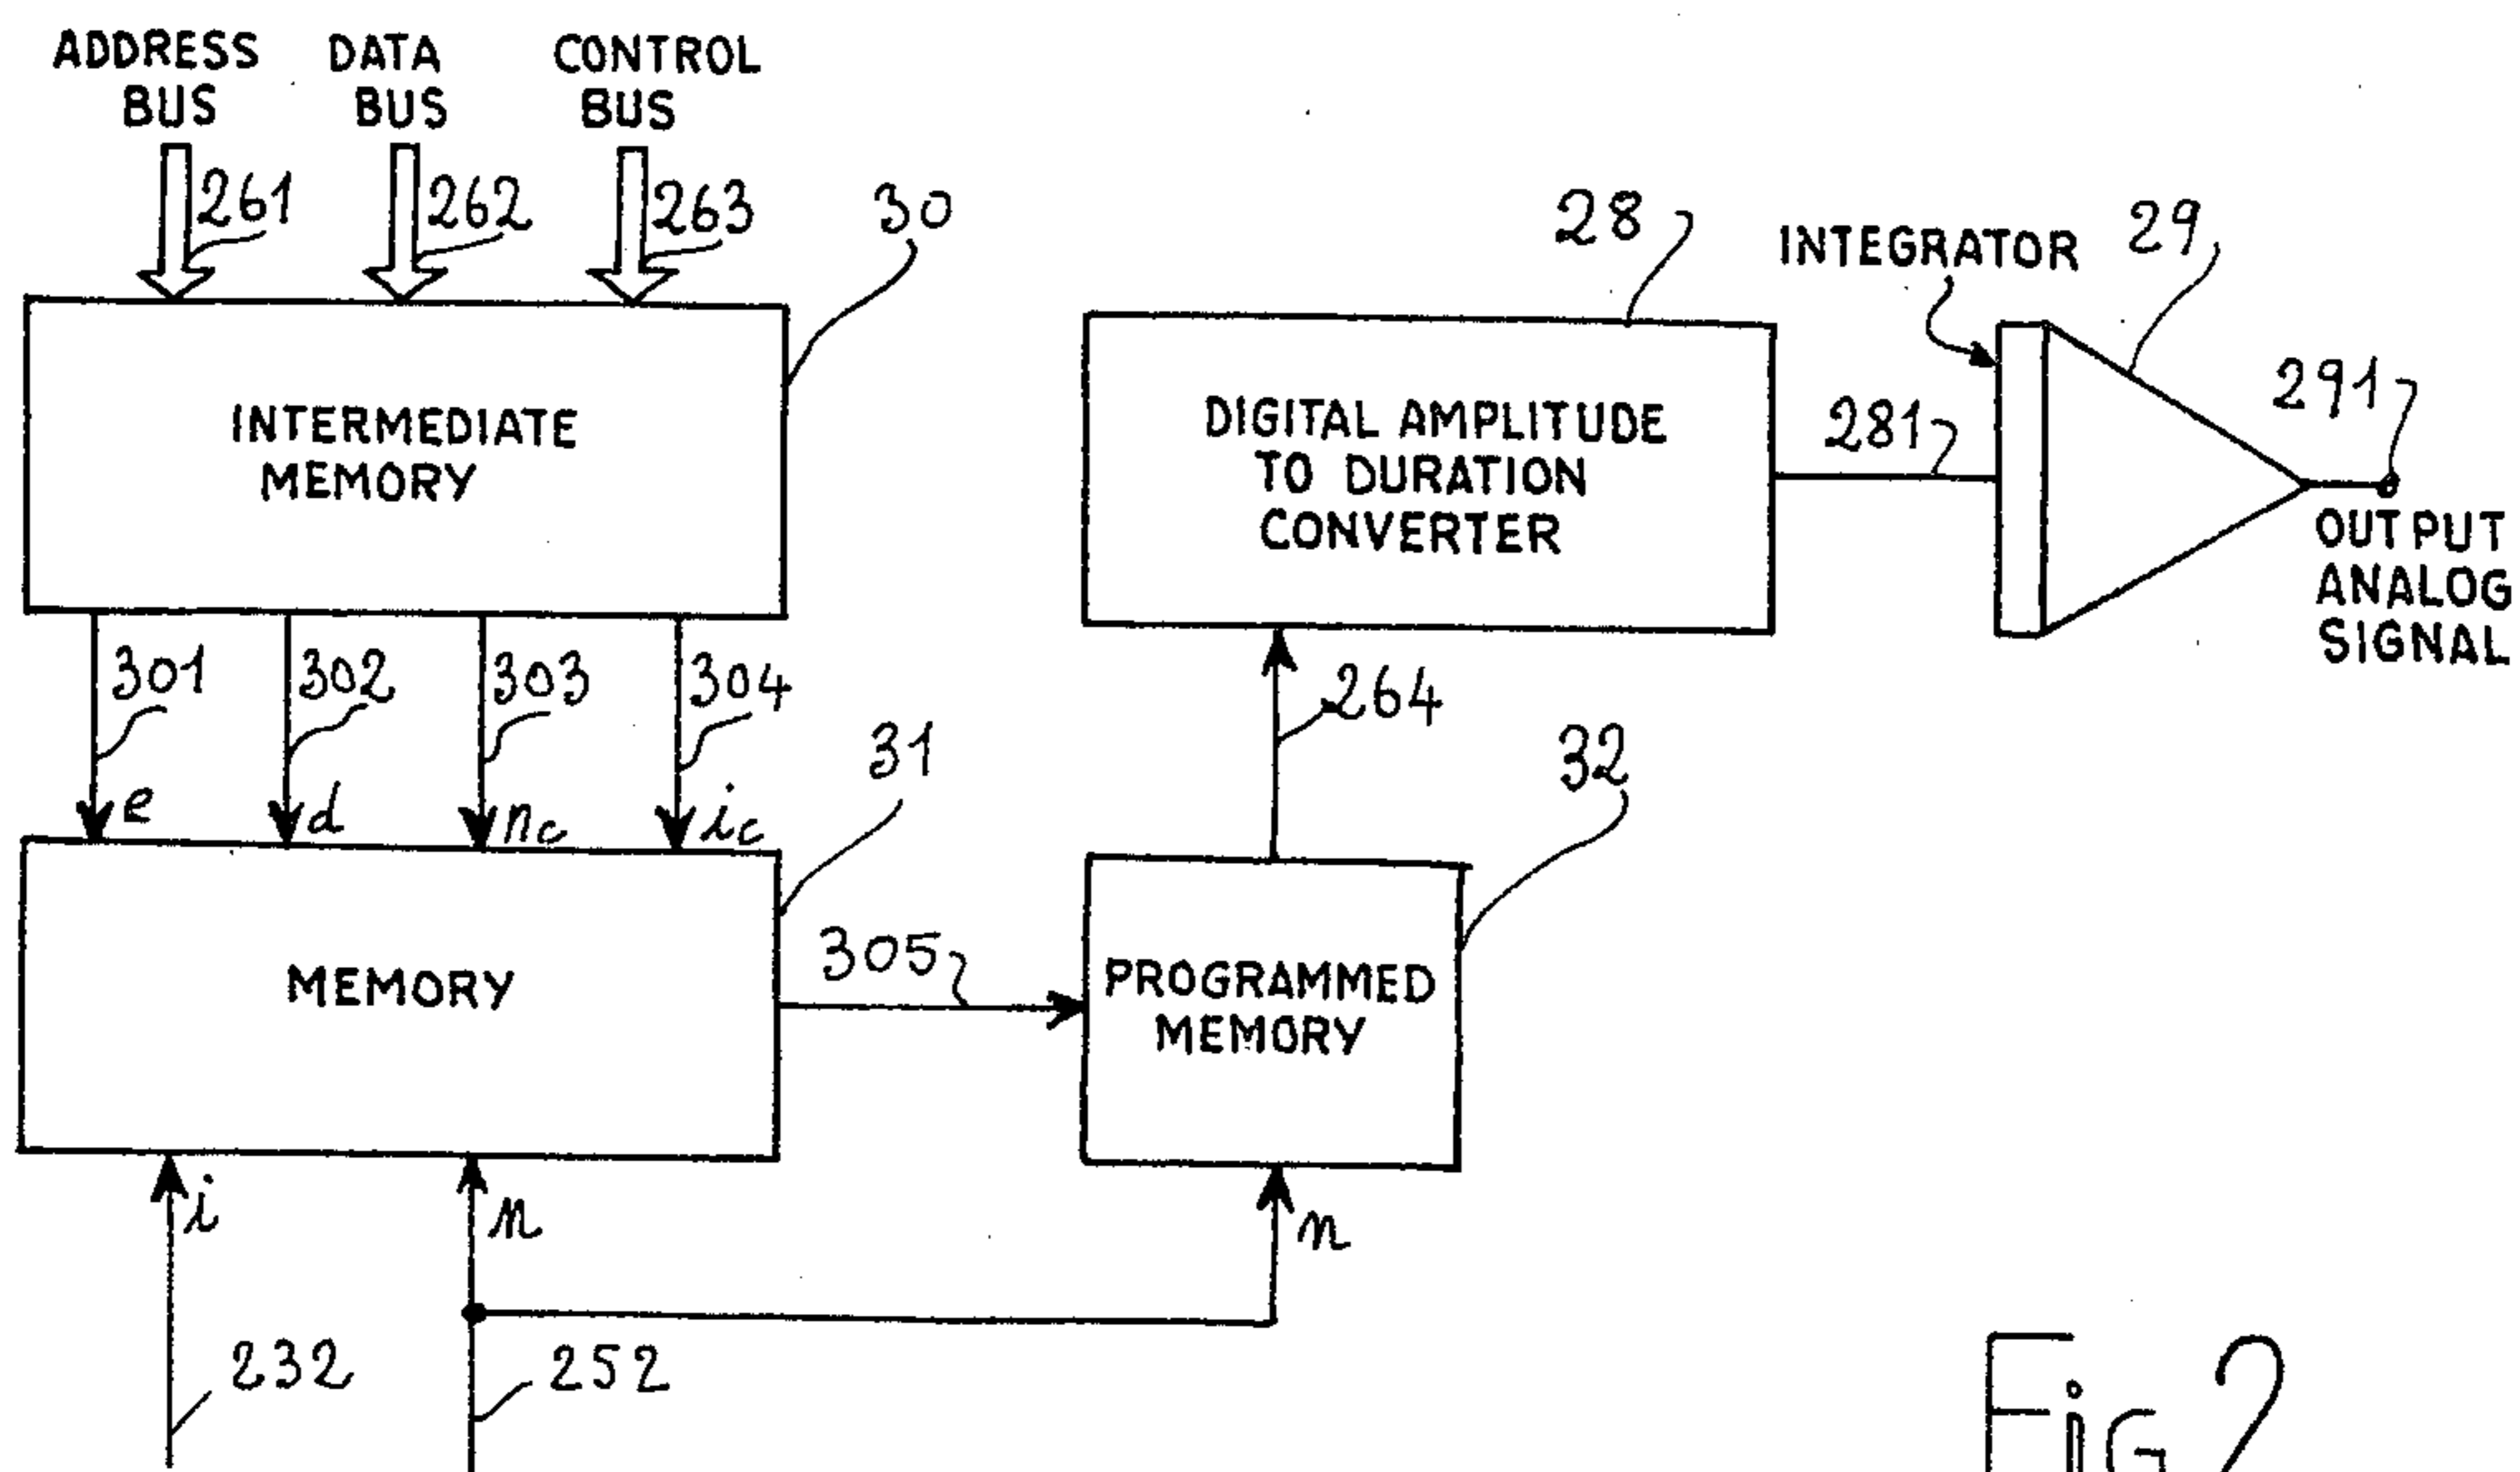 ADDRESS BUS
DATA BUS
CONTROL BUS
261
262
263
30
INTERMEDIATE
MEMORY
28
INTEGRATOR
29
DIGITAL AMPLITUDE
TO DURATION
CONVERTER
281
291
OUTPUT
ANALOG
SIGNAL
301
302
303
304
e
d
nc
ic
31
264
32
MEMORY
305
PROGRAMMED
MEMORY
i
n
n
232
252
Fig 2